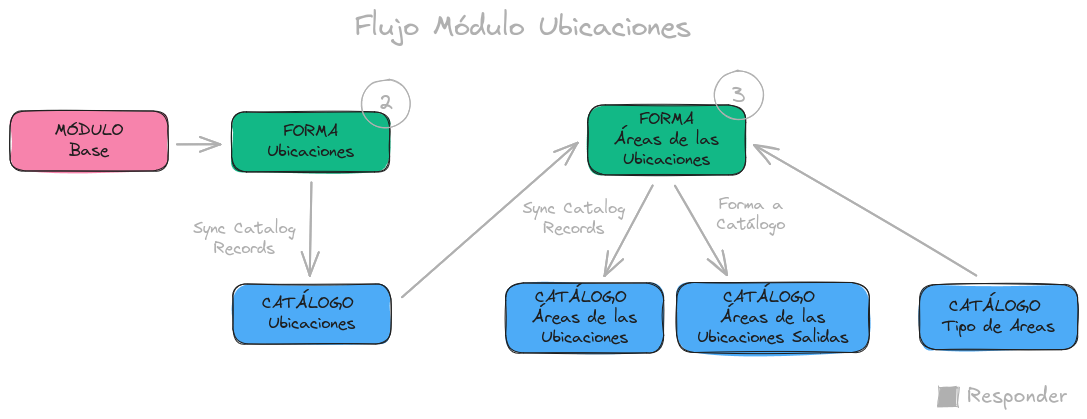 Flujo Módulo Ubicaciones
2
3
MÓDULO
Base
FORMA
Ubicaciones
FORMA
Áreas de las
Ubicaciones
Sync Catalog
Records
Sync Catalog
Records
Forma a
Catálogo
CATÁLOGO
Ubicaciones
CATÁLOGO
Áreas de las
Ubicaciones
CATÁLOGO
Áreas de las
Ubicaciones Salidas
CATÁLOGO
Tipo de Areas
Responder